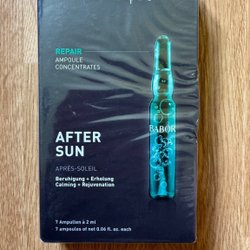 REPAIR
AMPOULE
CONCENTRATES
BABOR
AFTER
SUN
APRÈS-SOLEIL
Beruhigung + Erholung
Calming + Rejuvenation
7 Ampullen à 2 ml
7 ampoules of net 0.06 fl. oz. each